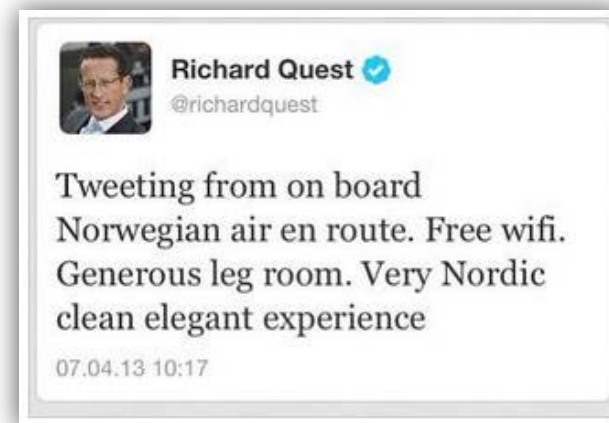 Richard Quest
@richardquest
Tweeting from on board
Norwegian air en route. Free wifi.
Generous leg room. Very Nordic
clean elegant experience
07.04.13 10:17